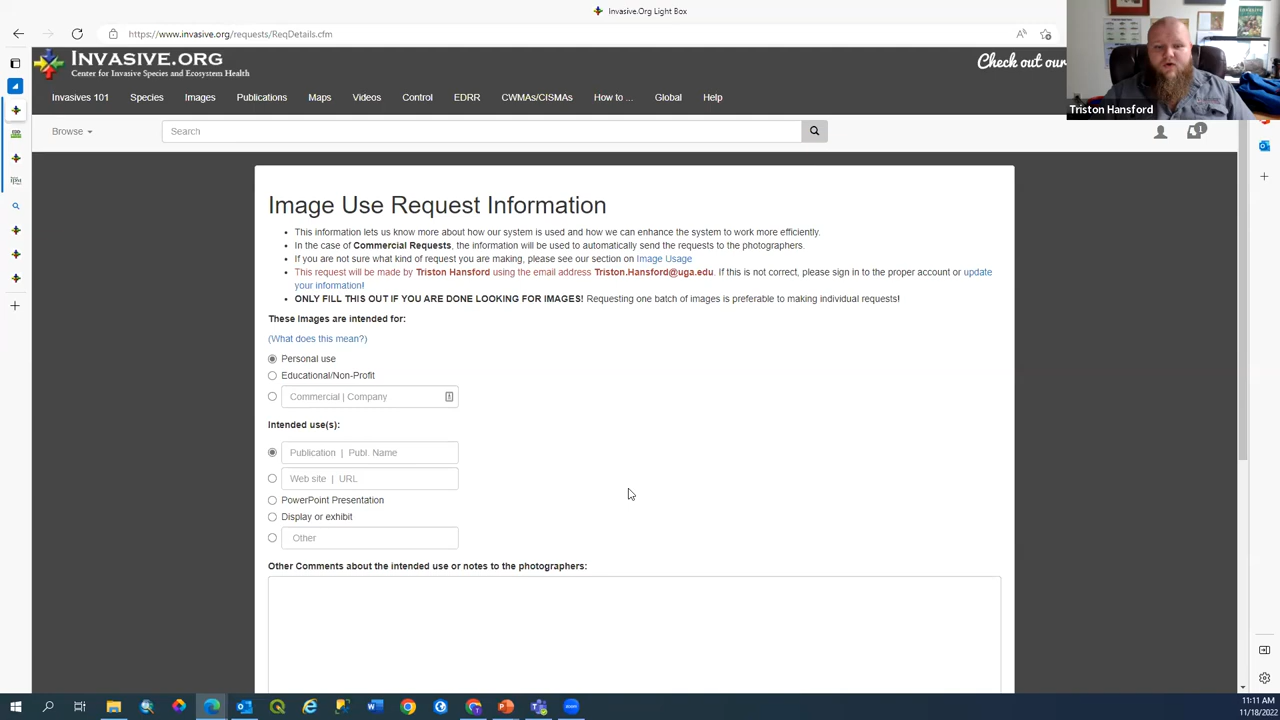 Invasive.Org Light Box
https://www.invasive.org/requests/ReqDetails.cfm
INVASIVE.ORG
Center for Invasive Species and Ecosystem Health
Check out our
Triston Hansford
Invasives 101 Species Images Publications Maps Videos Control EDRR CWMAs/CISMAs How to ... Global Help
Browse Search 1
Image Use Request Information
This information lets us know more about how our system is used and how we can enhance the system to work more efficiently.
In the case of Commercial Requests, the information will be used to automatically send the requests to the photographers.
If you are not sure what kind of request you are making, please see our section on Image Usage
This request will be made by Triston Hansford using the email address Triston.Hansford@uga.edu. If this is not correct, please sign in to the proper account or update
your information!
ONLY FILL THIS OUT IF YOU ARE DONE LOOKING FOR IMAGES! Requesting one batch of images is preferable to making individual requests!
These Images are intended for:
(What does this mean?)
Personal use
Educational/Non-Profit
Commercial | Company
Intended use(s):
Publication | Publ. Name
Web site | URL
PowerPoint Presentation
Display or exhibit
Other
Other Comments about the intended use or notes to the photographers:
11:11 AM
11/18/2022